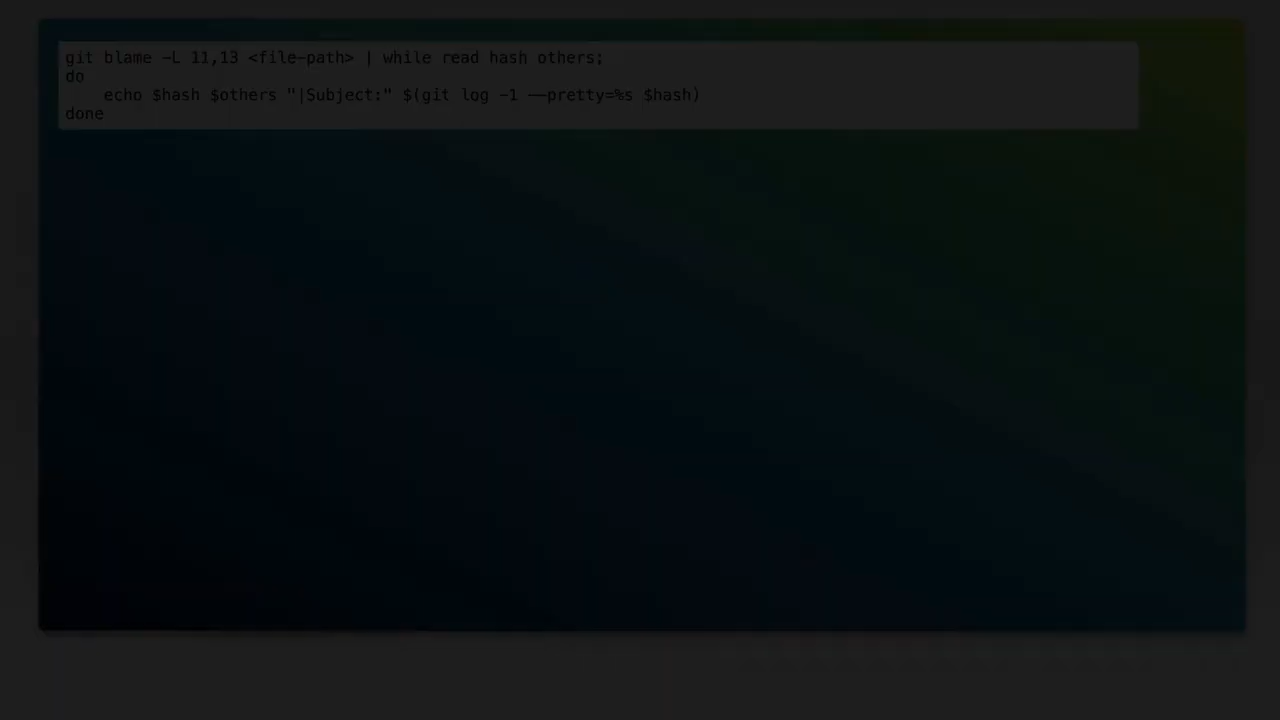 git blame -L 11,13 <file-path> | while read hash others;
do
    echo $hash $others "|Subject:" $(git log -1 --pretty=%s $hash)
done